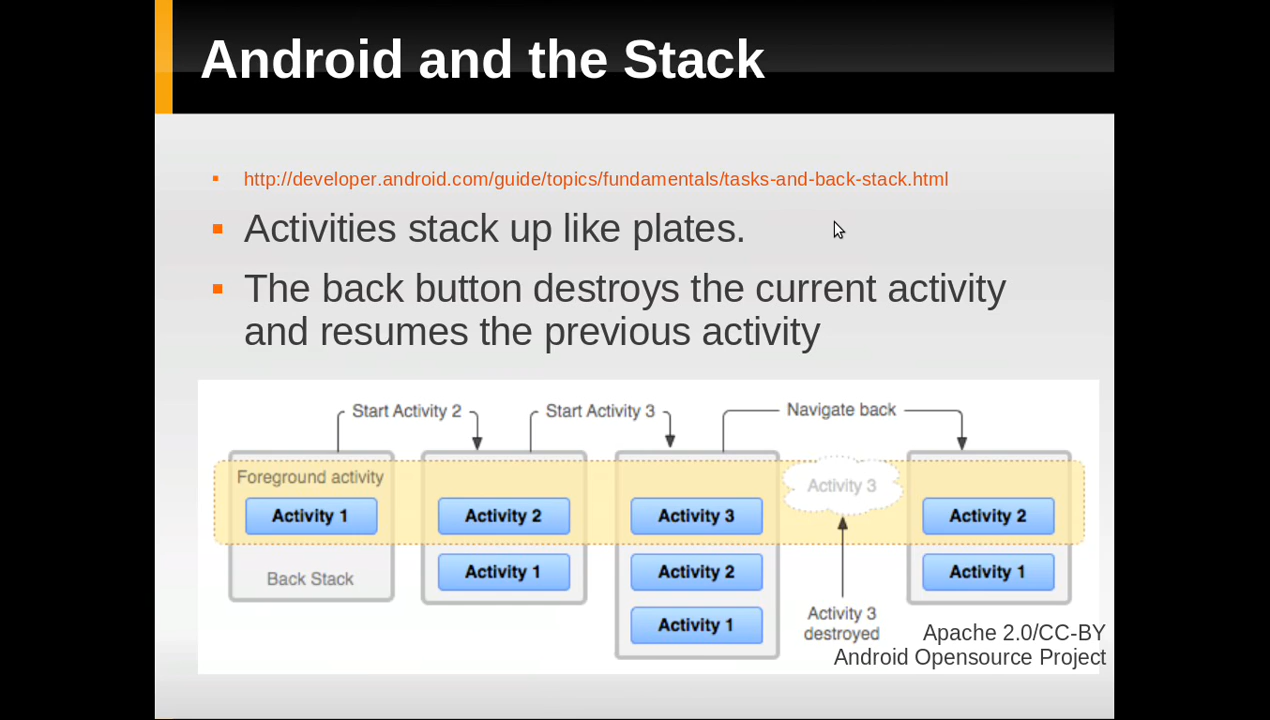 Android and the Stack
http://developer.android.com/guide/topics/fundamentals/tasks-and-back-stack.html
Activities stack up like plates.
The back button destroys the current activity
and resumes the previous activity
Start Activity 2
Start Activity 3
Navigate back
Foreground activity
Activity 3
Activity 1
Activity 2
Activity 3
Activity 2
Back Stack
Activity 1
Activity 2
Activity 1
Activity 1
Activity 3
destroyed
Apache 2.0/CC-BY
Android Opensource Project